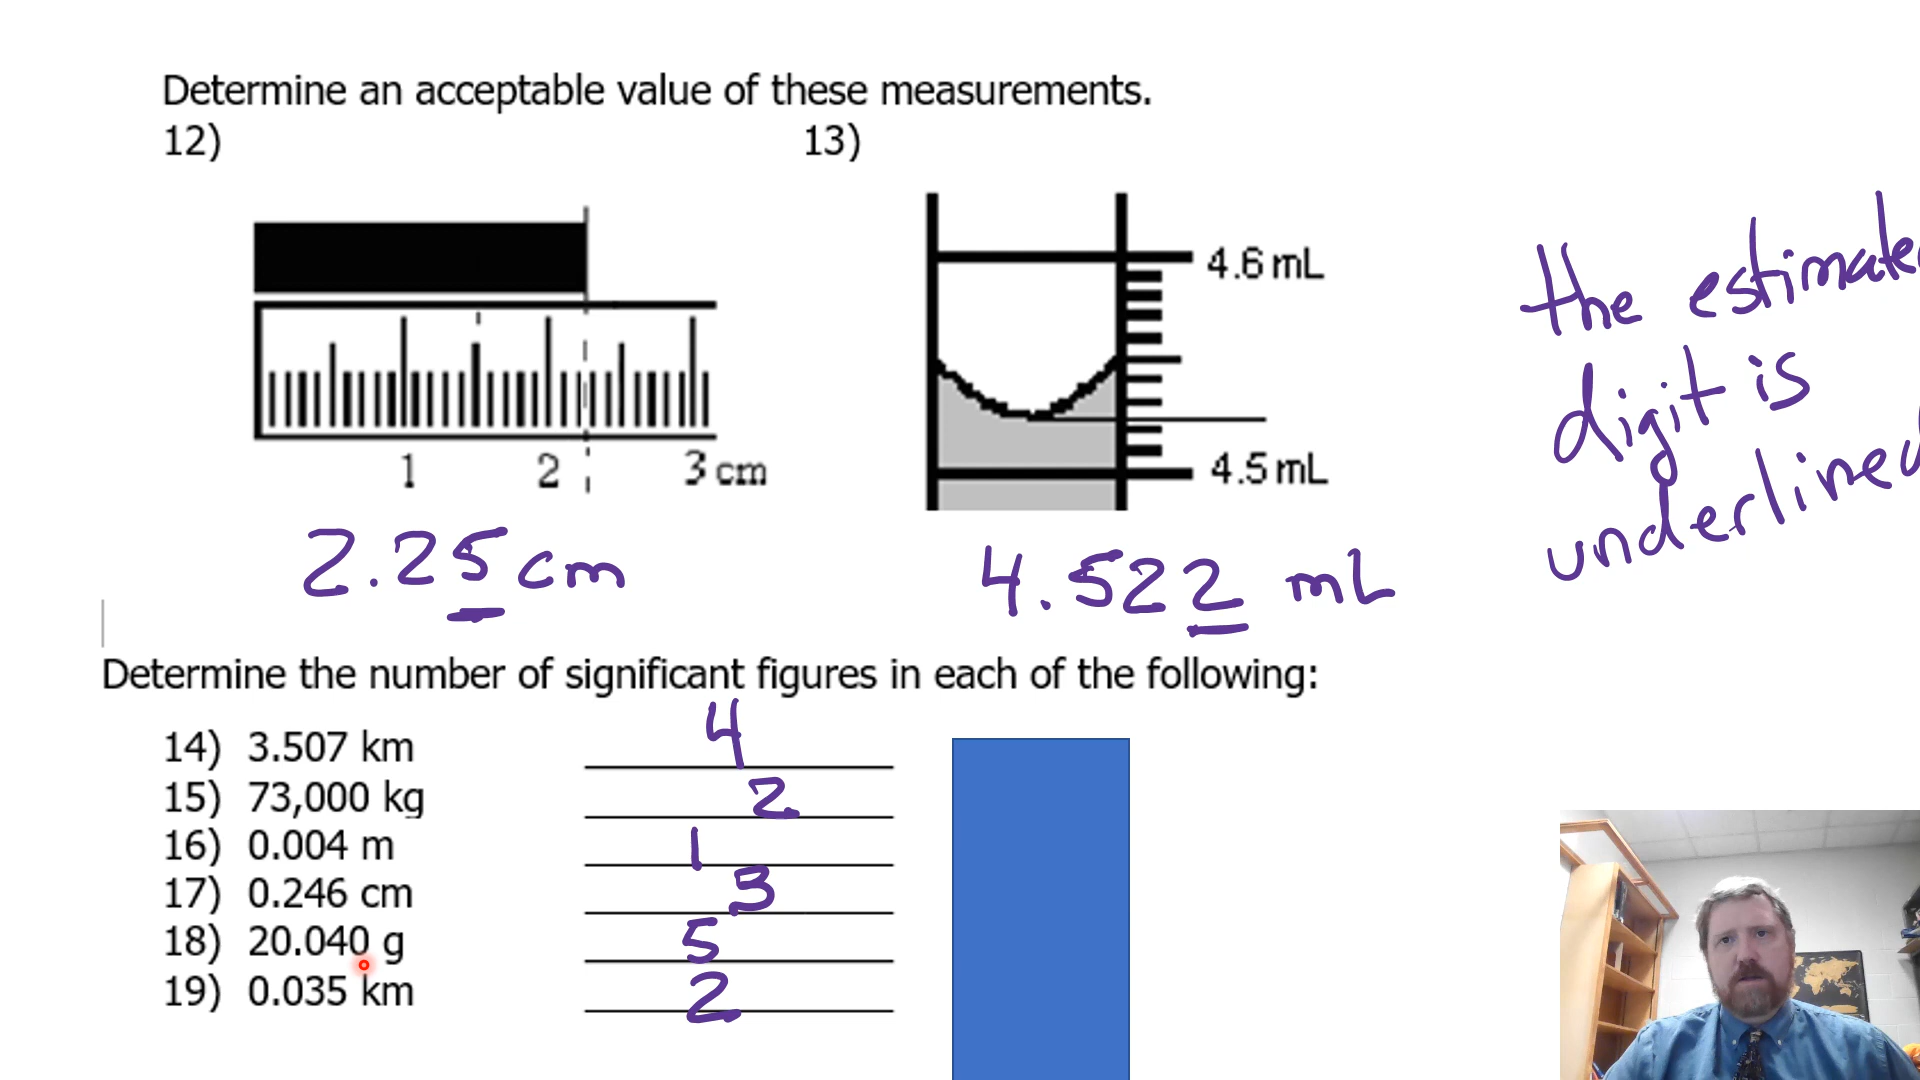 Determine an acceptable value of these measurements.
12) 13)
4.6 mL
4.5 mL
1 2 3 cm
2.25 cm
4.522 mL
the estimated
digit is
underlined
Determine the number of significant figures in each of the following:
14) 3.507 km 4
15) 73,000 kg 2
16) 0.004 m 1
17) 0.246 cm 3
18) 20.040 g 5
19) 0.035 km 2